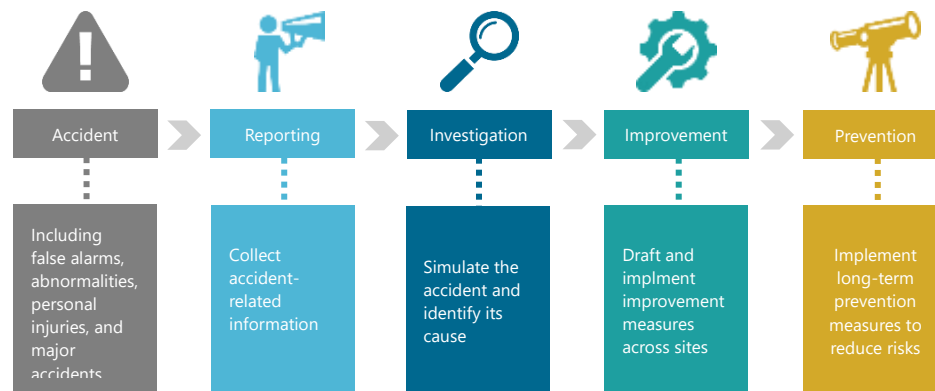 Accident
Reporting
Investigation
Improvement
Prevention
Including
false alarms,
abnormalities,
personal
injuries, and
major
accidents
Collect
accident-
related
information
Simulate the
accident and
identify its
cause
Draft and
implment
improvement
measures
across sites
Implement
long-term
prevention
measures to
reduce risks